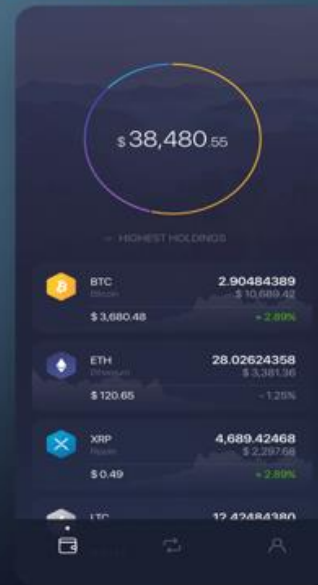 $38,480.55
HIGHEST HOLDINGS
BTC 2.90484389
Bitcoin $10,689.42
$3,680.48 +2.89%
ETH 28.02624358
Ethereum $3,381.36
$120.65 -1.25%
XRP 4,689.42468
Ripple $2,297.68
$0.49 +2.89%
LTC 12.42484380